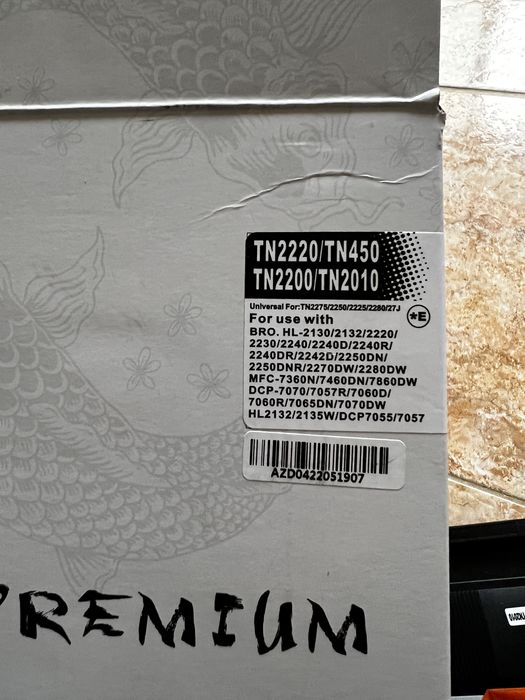 TN2220/TN450
TN2200/TN2010
Universal For:TN2275/2250/2225/2280/27J
For use with
*E
BRO. HL-2130/2132/2220/
2230/2240/2240D/2240R/
2240DR/2242D/2250DN/
2250DNR/2270DW/2280DW
MFC-7360N/7460DN/7860DW
DCP-7070/7057R/7060D/
7060R/7065DN/7070DW
HL2132/2135W/DCP7055/7057
AZD0422051907
PREMIUM